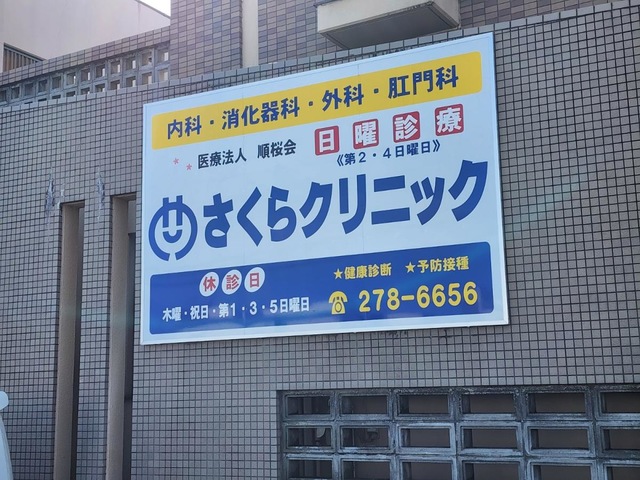 内科・消化器科・外科・肛門科
医療法人 順桜会
日曜診療
《第2・4日曜日》
さくらクリニック
休診日
木曜・祝日・第1・3・5日曜日
★健康診断 ★予防接種
☎ 278-6656